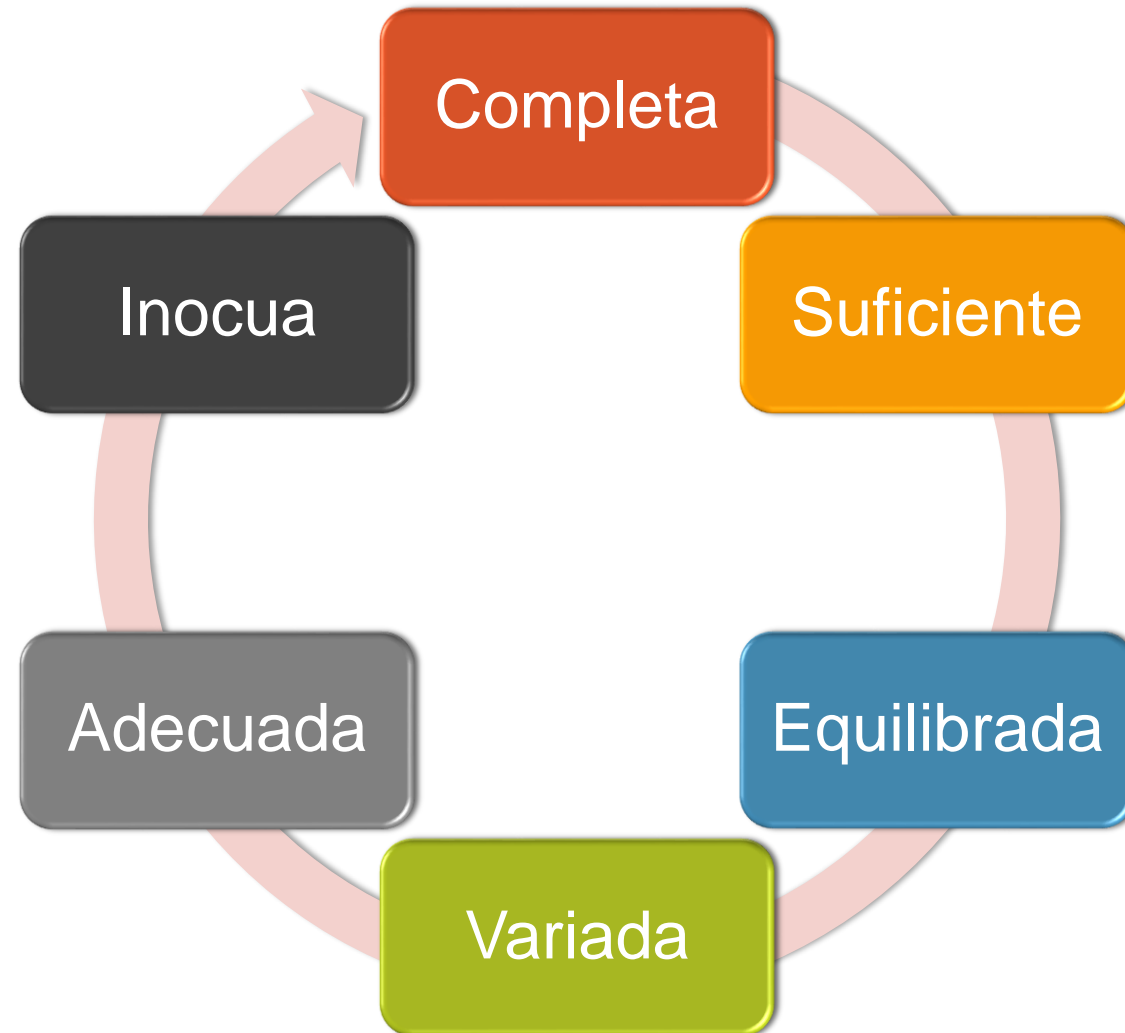 Completa
Suficiente
Equilibrada
Variada
Adecuada
Inocua